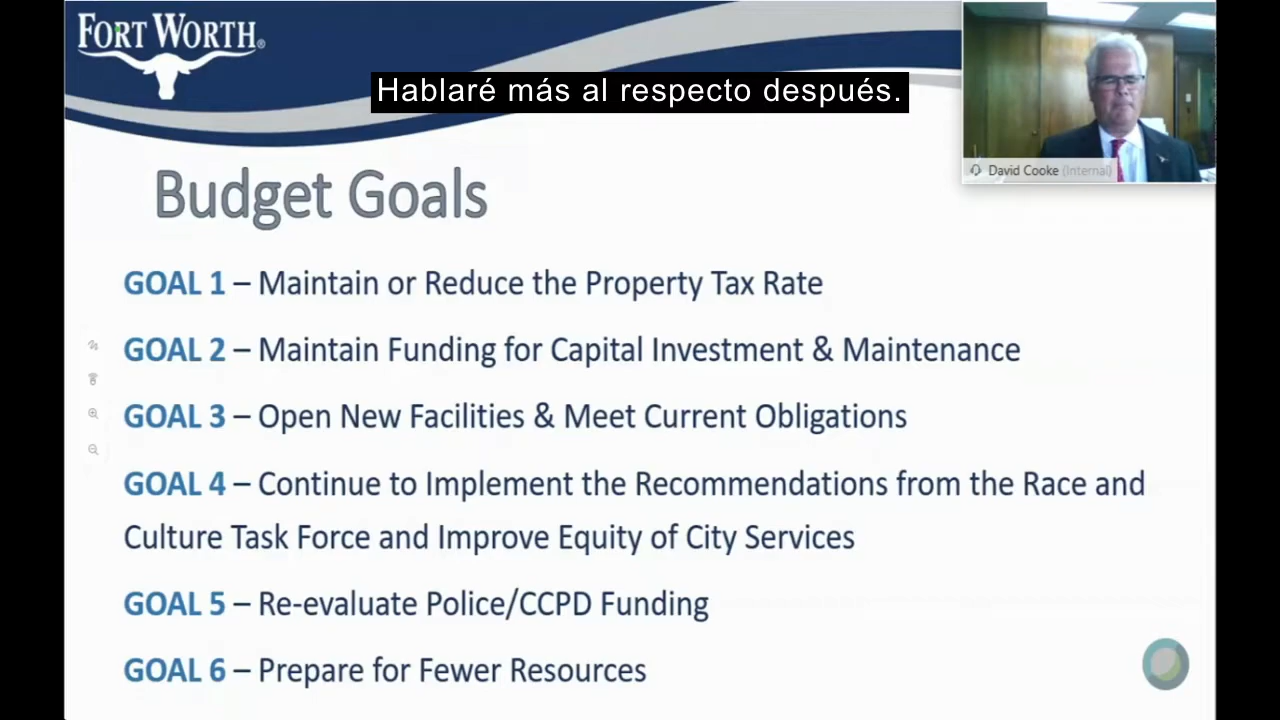 FORT WORTH®
Hablaré más al respecto después.
David Cooke (Internal)
Budget Goals
GOAL 1 – Maintain or Reduce the Property Tax Rate
GOAL 2 – Maintain Funding for Capital Investment & Maintenance
GOAL 3 – Open New Facilities & Meet Current Obligations
GOAL 4 – Continue to Implement the Recommendations from the Race and
Culture Task Force and Improve Equity of City Services
GOAL 5 – Re-evaluate Police/CCPD Funding
GOAL 6 – Prepare for Fewer Resources